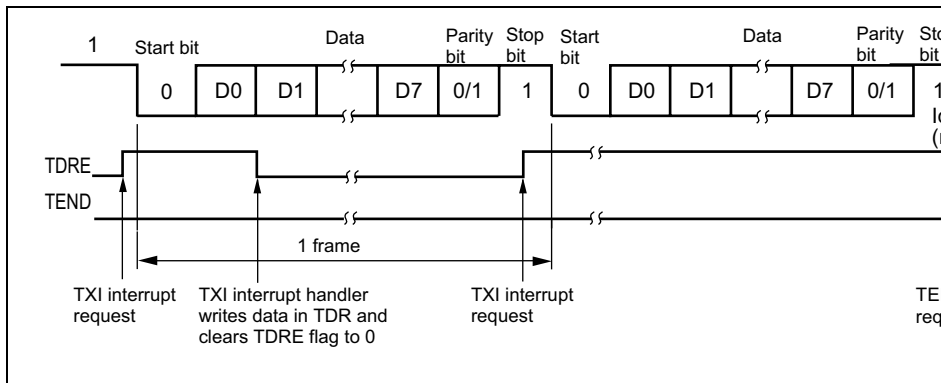 1
Start bit
Data
Parity bit
Stop bit
Start bit
Data
Parity bit
bit
0 D0 D1 D7 0/1 1 0 D0 D1 D7 0/1 1
TDRE
TEND
1 frame
TXI interrupt request
TXI interrupt handler writes data in TDR and clears TDRE flag to 0
TXI interrupt request